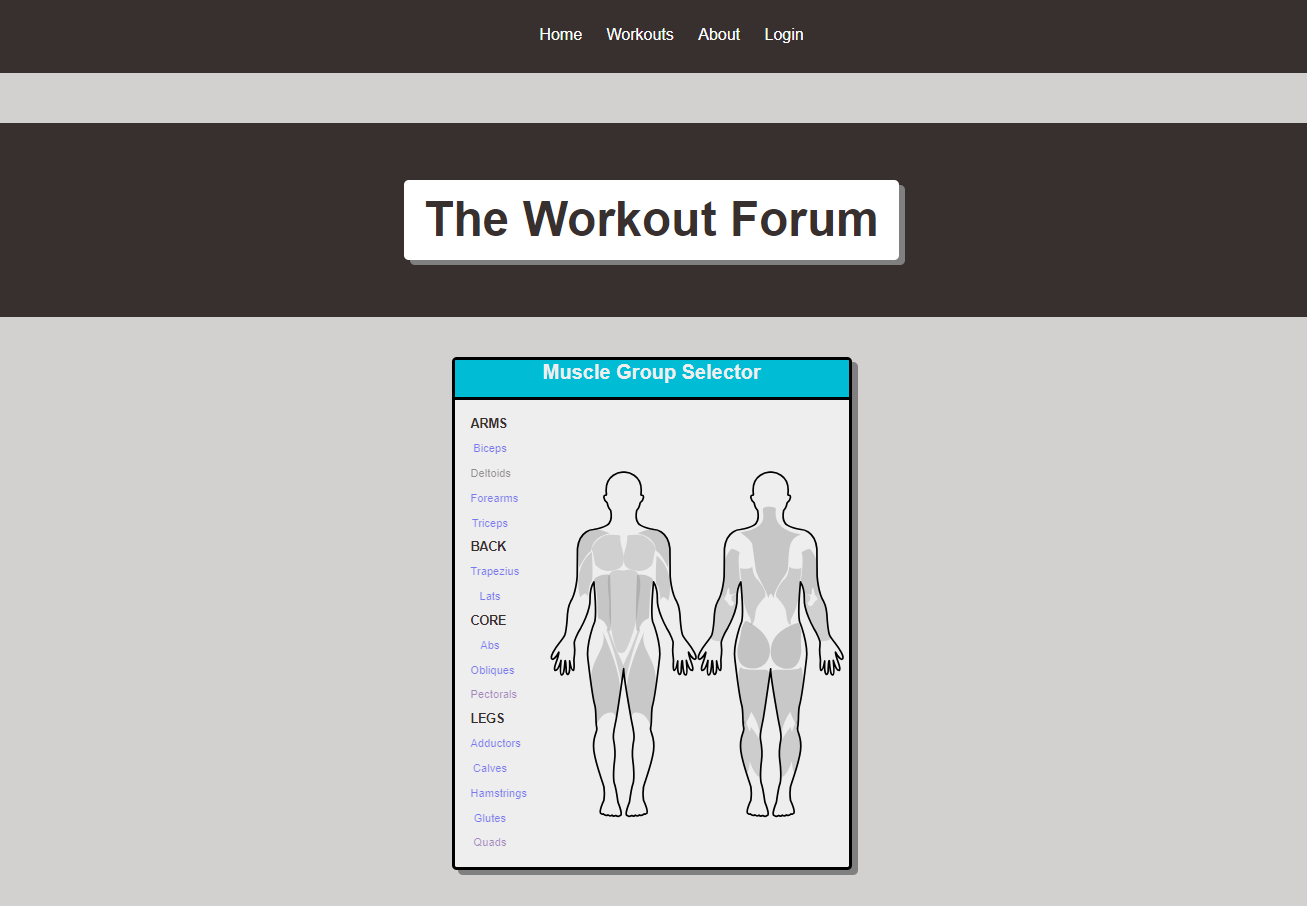 Home Workouts About Login
The Workout Forum
Muscle Group Selector
ARMS
Biceps
Deltoids
Forearms
Triceps
BACK
Trapezius
Lats
CORE
Abs
Obliques
Pectorals
LEGS
Adductors
Calves
Hamstrings
Glutes
Quads